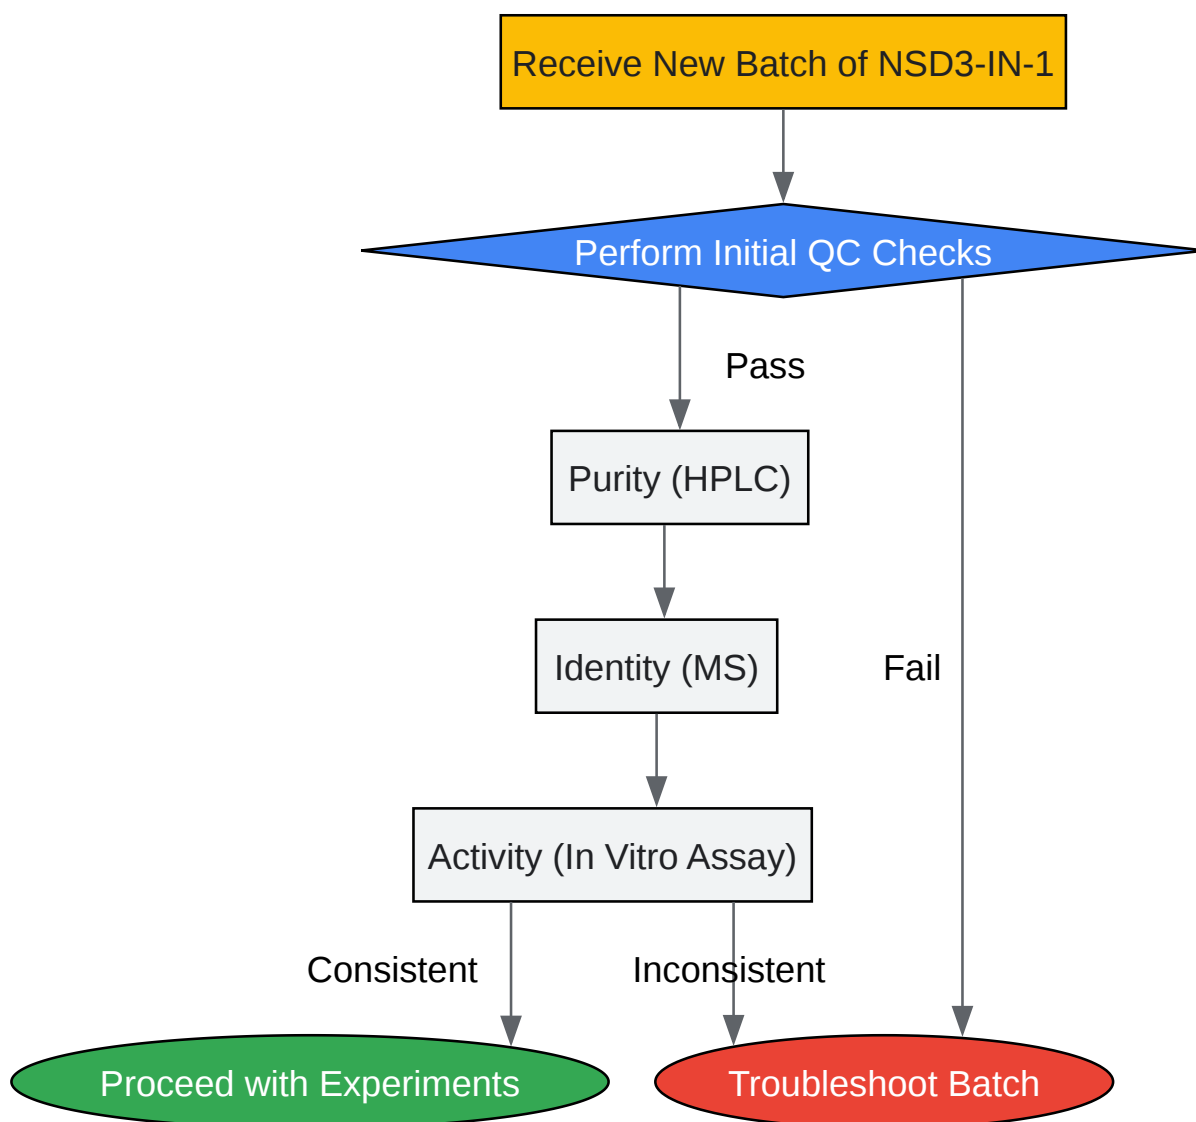 Receive New Batch of NSD3-IN-1
Perform Initial QC Checks
Pass
Purity (HPLC)
Identity (MS)
Fail
Activity (In Vitro Assay)
Consistent
Inconsistent
Proceed with Experiments
Troubleshoot Batch